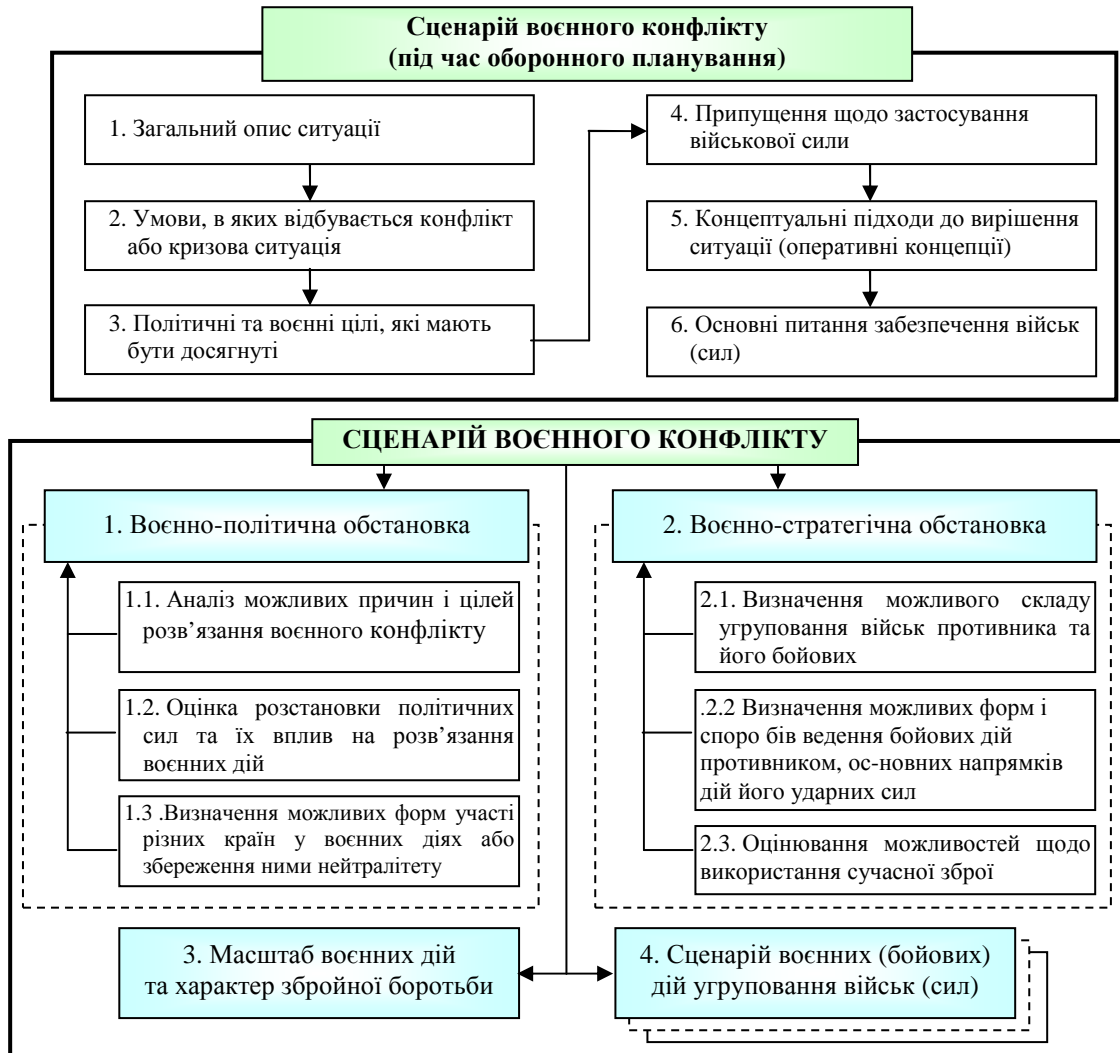 Сценарій воєнного конфлікту
(під час оборонного планування)
1. Загальний опис ситуації
2. Умови, в яких відбувається конфлікт
або кризова ситуація
3. Політичні та воєнні цілі, які мають
бути досягнуті
4. Припущення щодо застосування
військової сили
5. Концептуальні підходи до вирішення
ситуації (оперативні концепції)
6. Основні питання забезпечення військ
(сил)
СЦЕНАРІЙ ВОЄННОГО КОНФЛІКТУ
1. Воєнно-політична обстановка
1.1. Аналіз можливих причин і цілей
розв’язання воєнного конфлікту
1.2. Оцінка розстановки політичних
сил та їх вплив на розв’язання
воєнних дій
1.3 .Визначення можливих форм участі
різних країн у воєнних діях або
збереження ними нейтралітету
2. Воєнно-стратегічна обстановка
2.1. Визначення можливого складу
угруповання військ противника та
його бойових
.2.2 Визначення можливих форм і
споро бів ведення бойових дій
противником, ос-новних напрямків
дій його ударних сил
2.3. Оцінювання можливостей щодо
використання сучасної зброї
3. Масштаб воєнних дій
та характер збройної боротьби
4. Сценарій воєнних (бойових)
дій угруповання військ (сил)